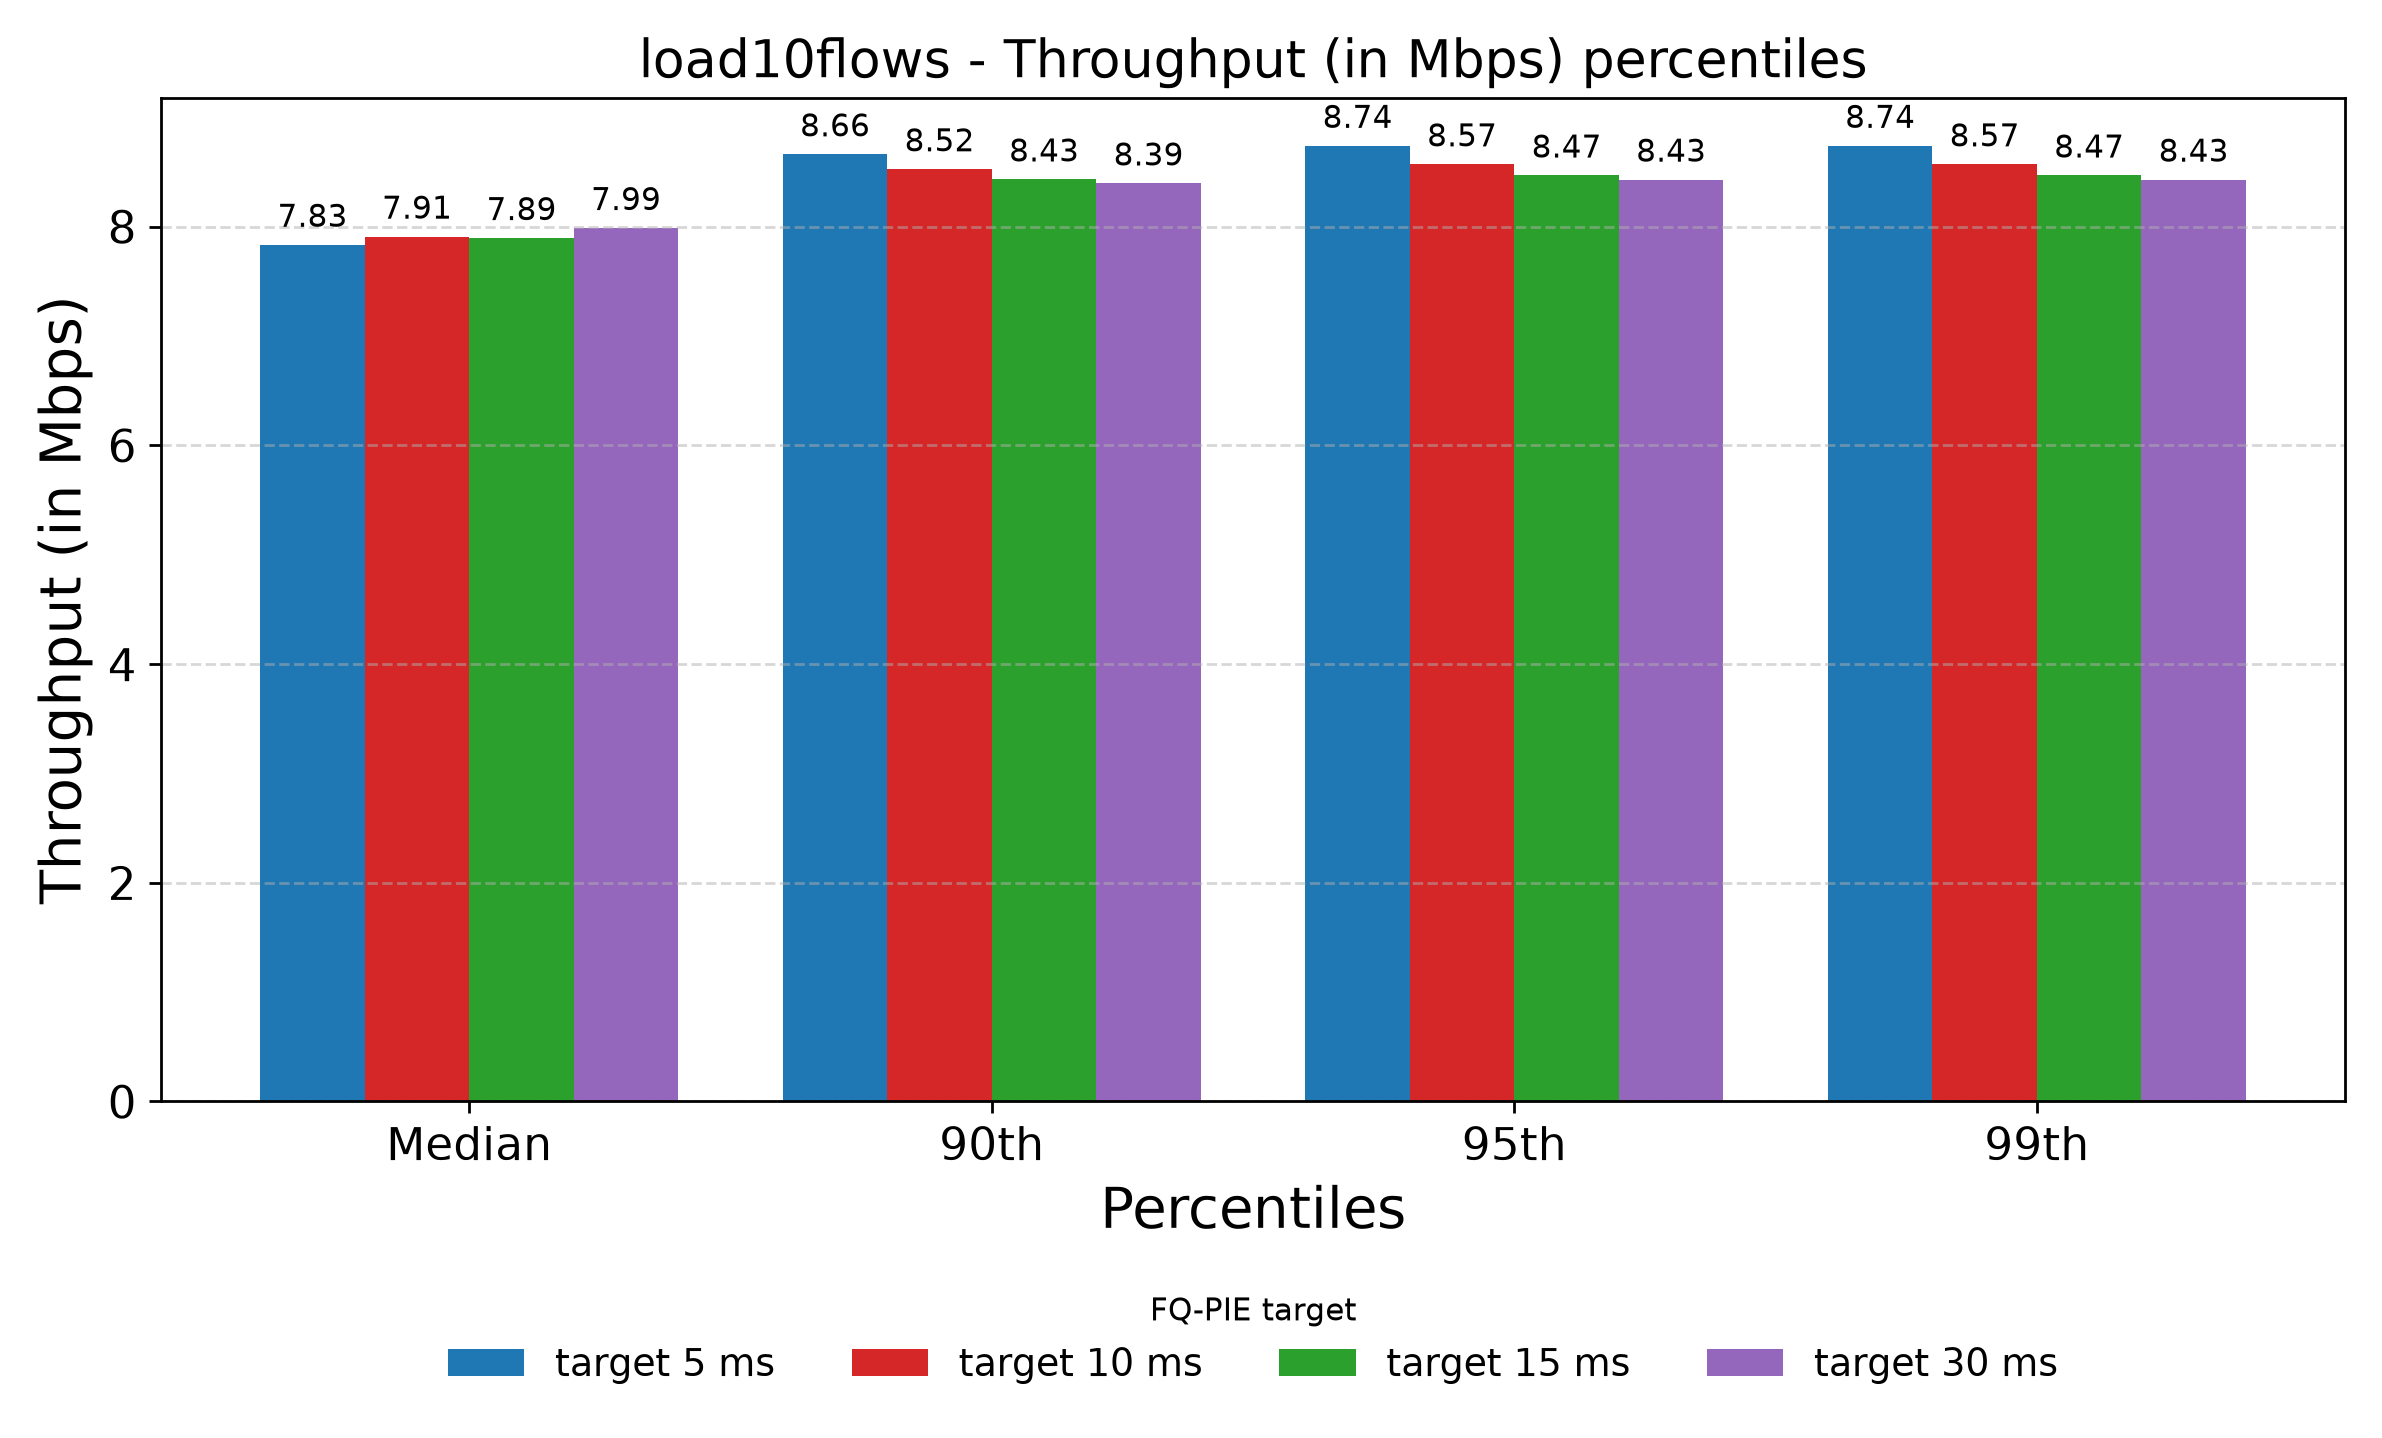 load10flows - Throughput (in Mbps) percentiles
Throughput (in Mbps)
8
6
4
2
0
7.83 7.91 7.89 7.99
8.66 8.52 8.43 8.39
8.74 8.57 8.47 8.43
8.74 8.57 8.47 8.43
Median 90th 95th 99th
Percentiles
FQ-PIE target
target 5 ms target 10 ms target 15 ms target 30 ms